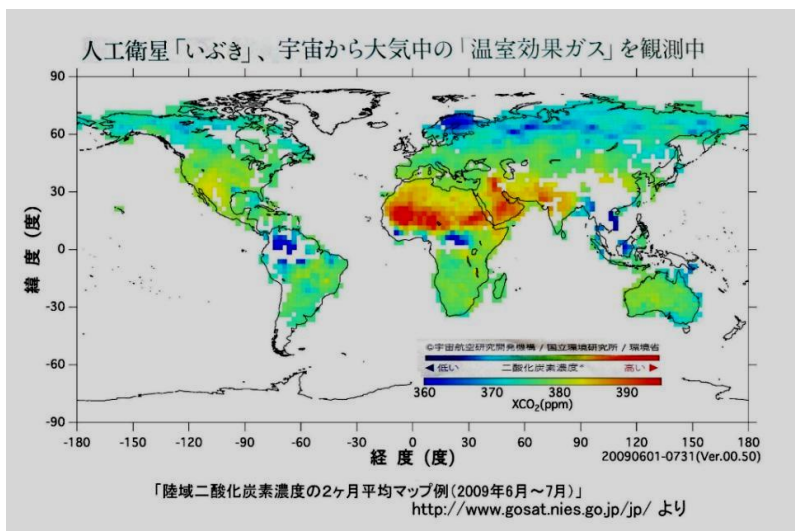 人工衛星「いぶき」、宇宙から大気中の「温室効果ガス」を観測中
90
60
30
0
-30
-60
-90
緯度(度)
©宇宙航空研究開発機構/国立環境研究所/環境省
◀低い 二酸化炭素濃度* 高い▶
360 370 380 390
XCO₂(ppm)
-180 -150 -120 -90 -60 -30 0 30 60 90 120 150 180
経度(度)
20090601-0731(Ver.00.50)
「陸域二酸化炭素濃度の2ヶ月平均マップ例(2009年6月～7月)」
http://www.gosat.nies.go.jp/jp/ より